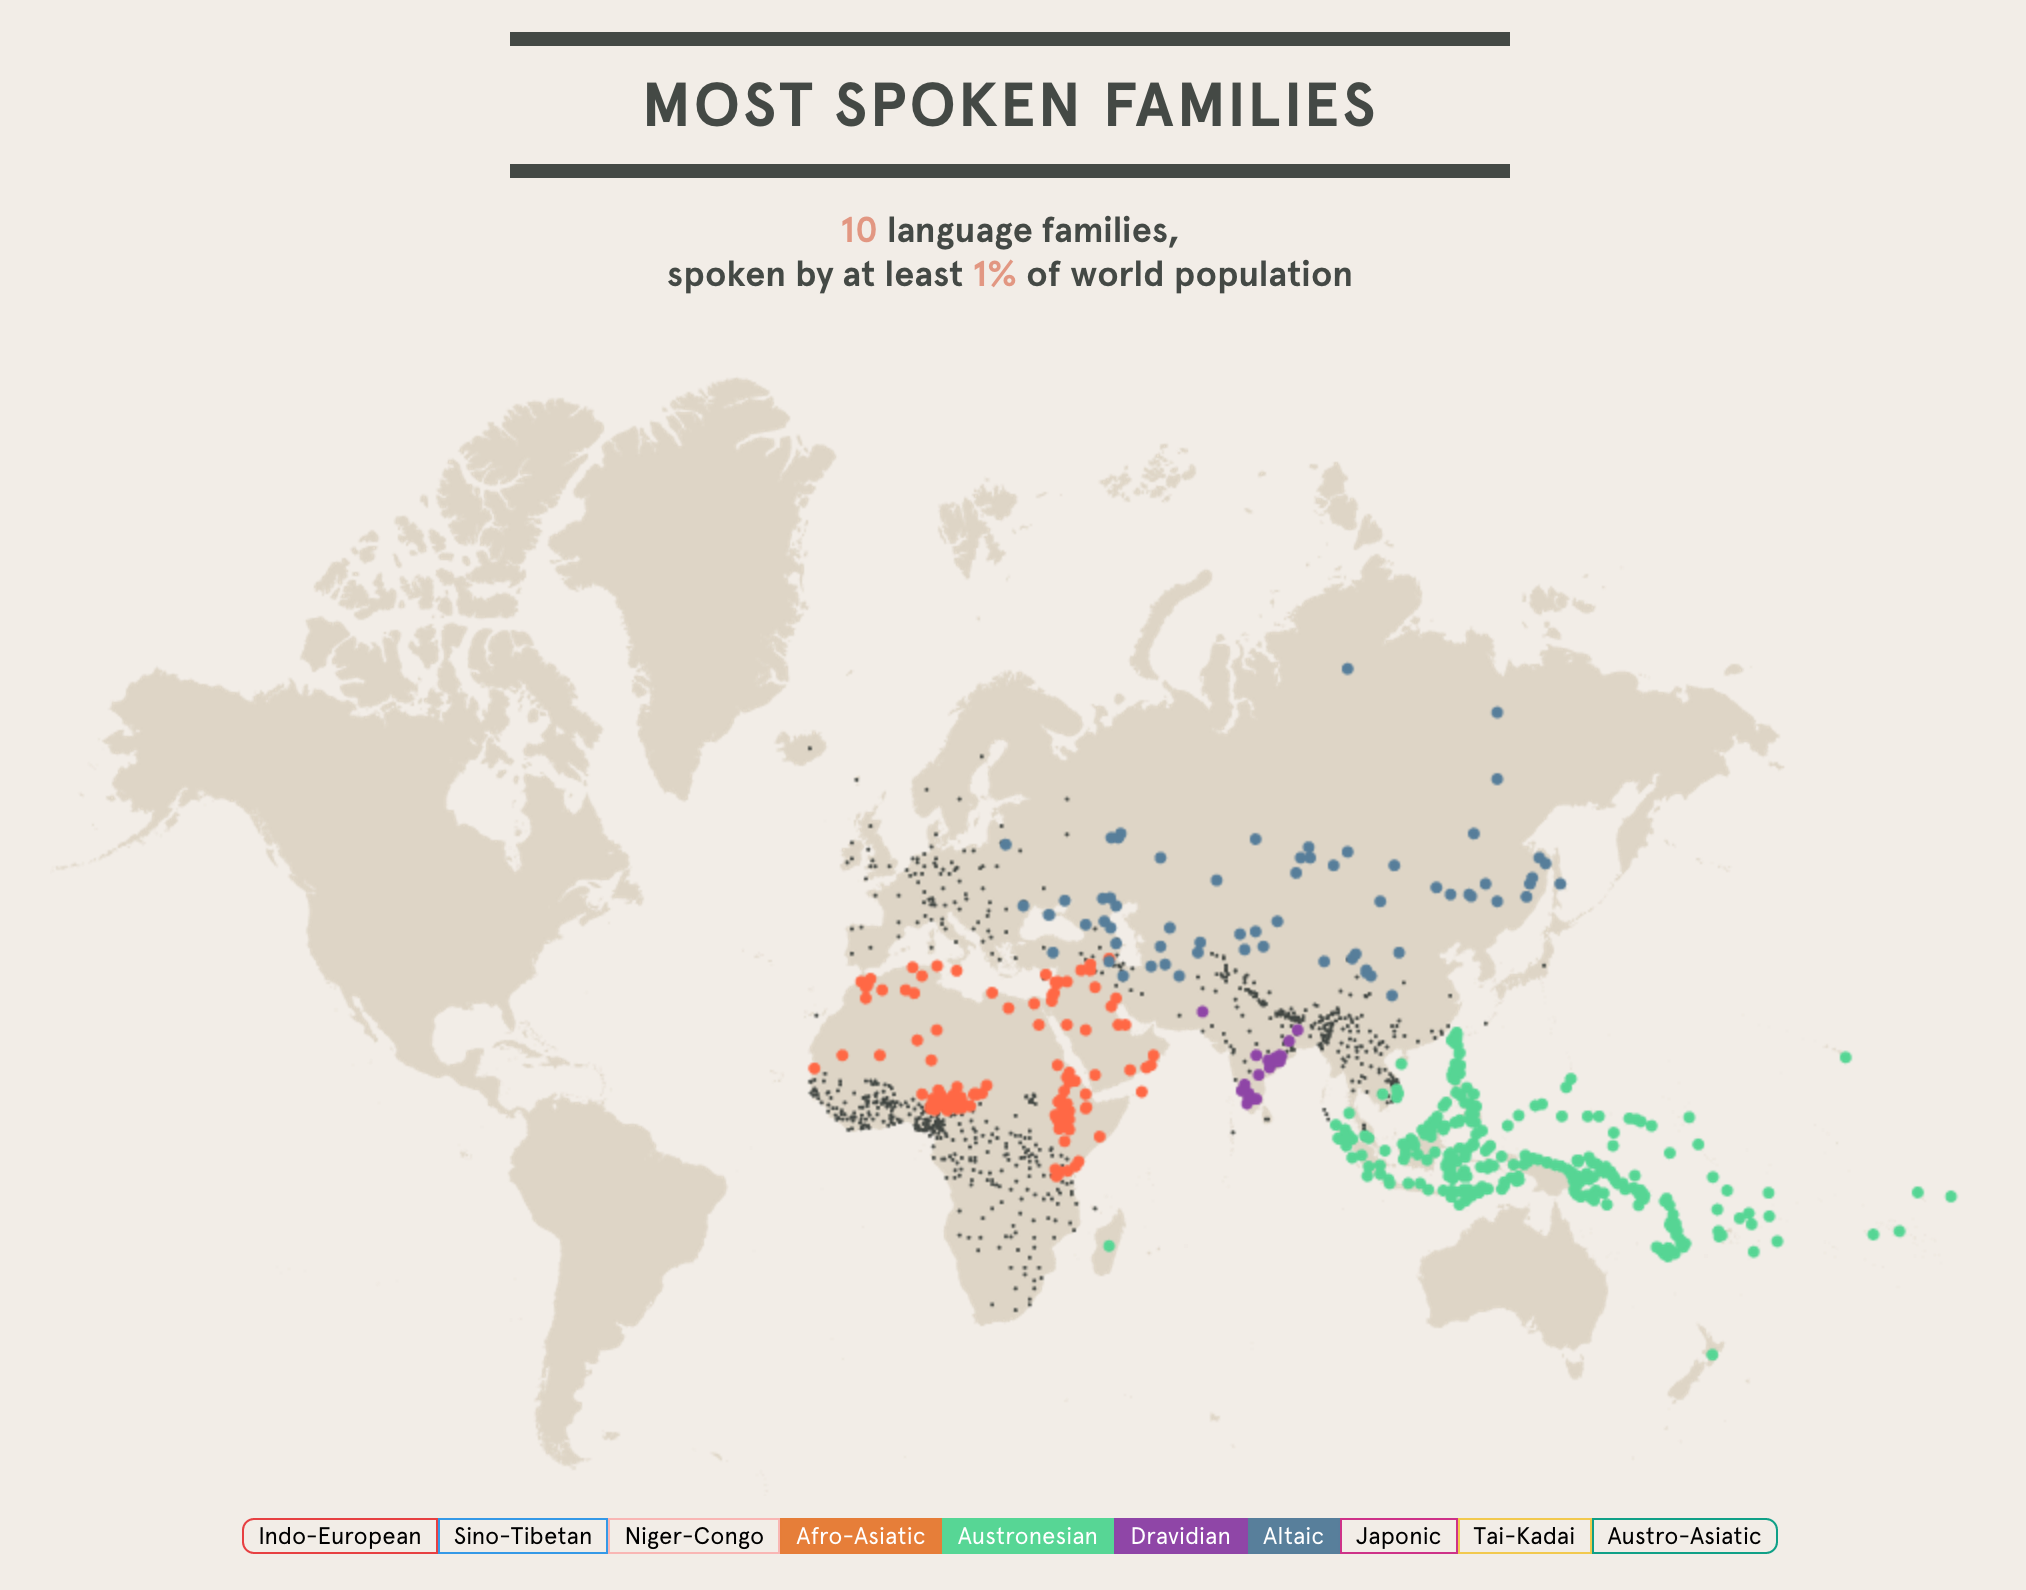 MOST SPOKEN FAMILIES
10 language families,
spoken by at least 1% of world population
Indo-European Sino-Tibetan Niger-Congo Afro-Asiatic Austronesian Dravidian Altaic Japonic Tai-Kadai Austro-Asiatic